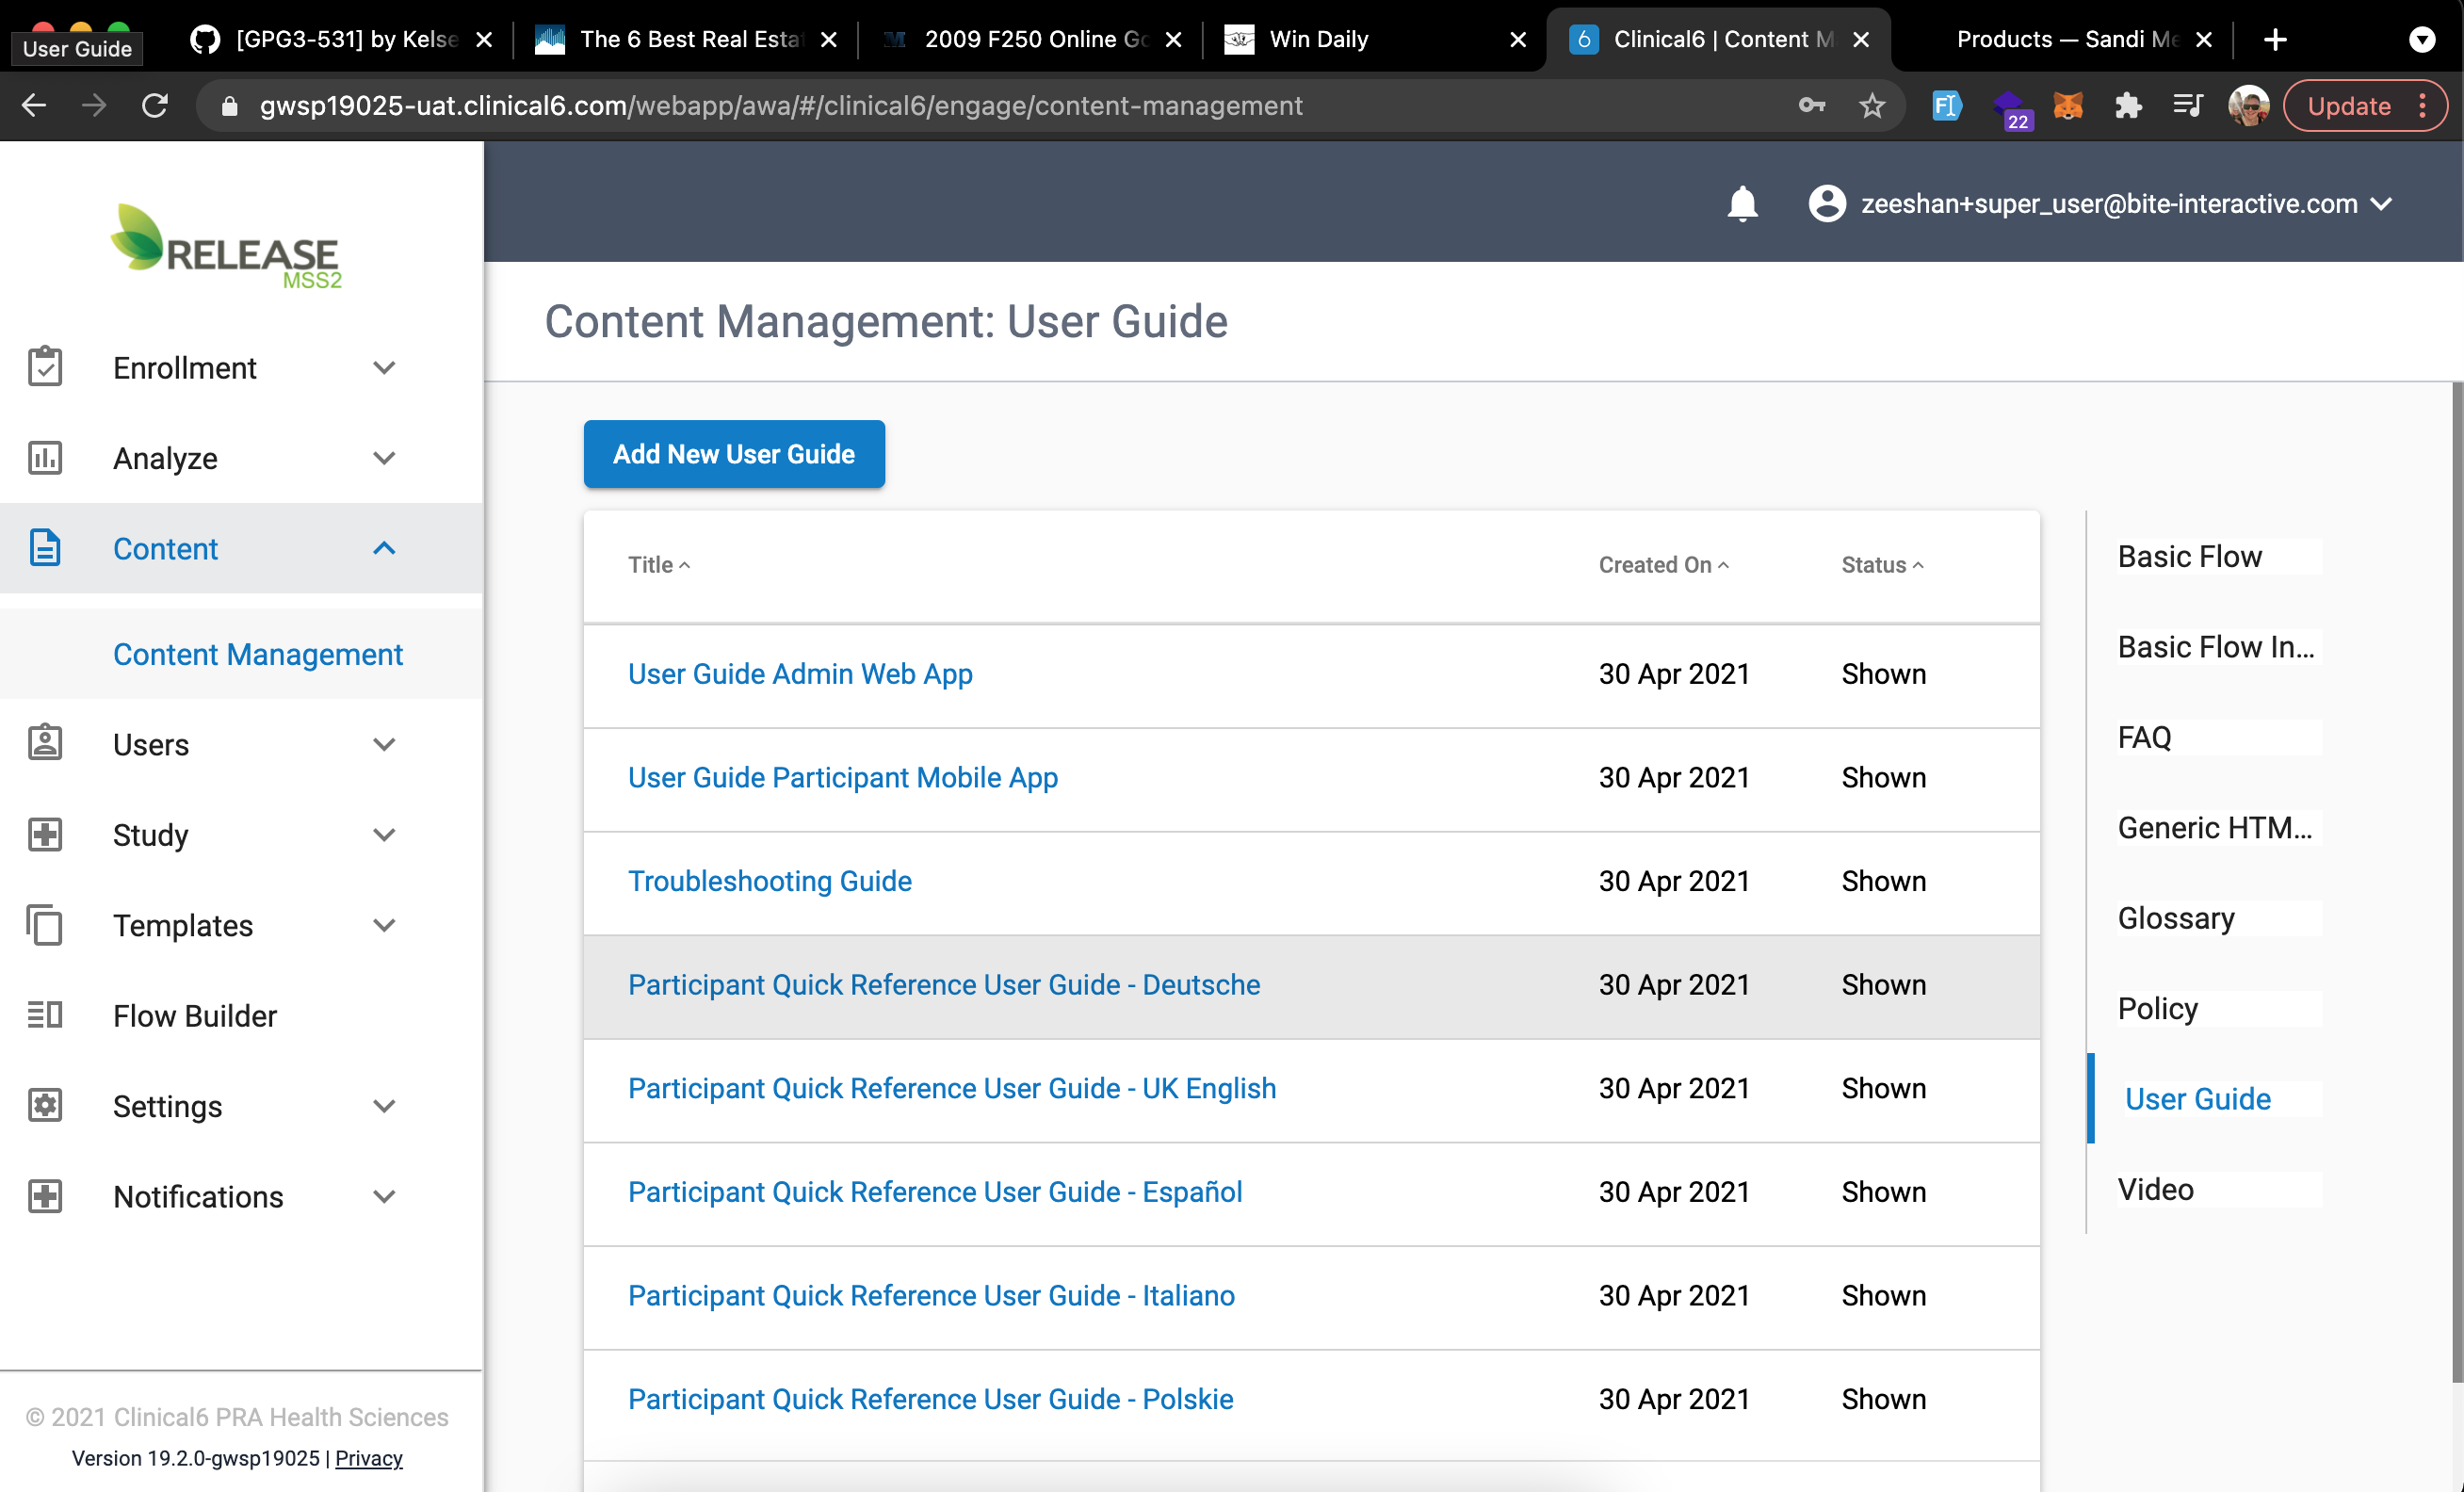 User Guide
[GPG3-531] by Kelse
The 6 Best Real Esta
2009 F250 Online Go
Win Daily
6 Clinical6 | Content M
Products — Sandi Me
gwsp19025-uat.clinical6.com/webapp/awa/#/clinical6/engage/content-management
22
Update
RELEASE
MSS2
zeeshan+super_user@bite-interactive.com
Content Management: User Guide
Enrollment
Analyze
Content
Content Management
Users
Study
Templates
Flow Builder
Settings
Notifications
© 2021 Clinical6 PRA Health Sciences
Version 19.2.0-gwsp19025 | Privacy
Add New User Guide
Title Created On Status
User Guide Admin Web App 30 Apr 2021 Shown
User Guide Participant Mobile App 30 Apr 2021 Shown
Troubleshooting Guide 30 Apr 2021 Shown
Participant Quick Reference User Guide - Deutsche 30 Apr 2021 Shown
Participant Quick Reference User Guide - UK English 30 Apr 2021 Shown
Participant Quick Reference User Guide - Español 30 Apr 2021 Shown
Participant Quick Reference User Guide - Italiano 30 Apr 2021 Shown
Participant Quick Reference User Guide - Polskie 30 Apr 2021 Shown
Basic Flow
Basic Flow In...
FAQ
Generic HTM...
Glossary
Policy
User Guide
Video